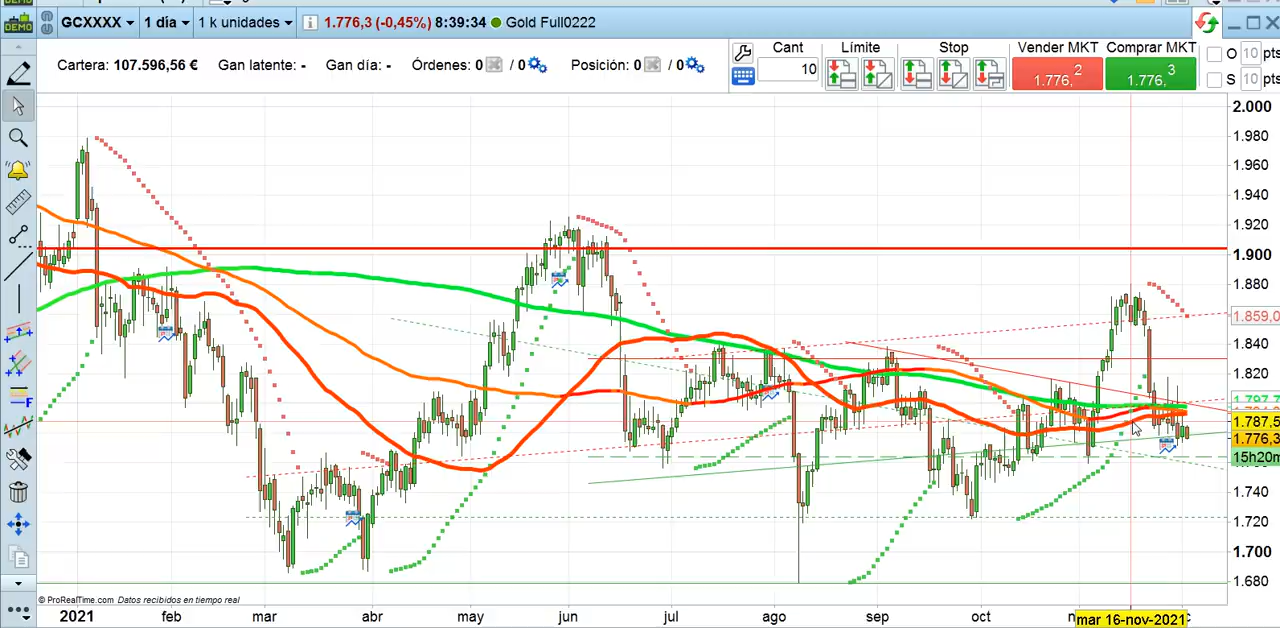 DEMO
GCXXXX
1 día
1 k unidades
1.776,3 (-0,45%)
8:39:34
Gold Full0222
Cartera: 107.596,56 €
Gan latente: -
Gan día: -
Órdenes: 0
/ 0
Posición: 0
/ 0
Cant
10
Límite
Stop
Vender MKT
1.776,2
Comprar MKT
1.776,3
O 10 pts
S 10 pts
2.000
1.980
1.960
1.940
1.920
1.900
1.880
1.859,0
1.840
1.820
1.797,7
1.787,5
1.776,3
15h20m
1.740
1.720
1.700
1.680
© ProRealTime.com Datos recibidos en tiempo real
2021
feb
mar
abr
may
jun
jul
ago
sep
oct
mar 16-nov-2021